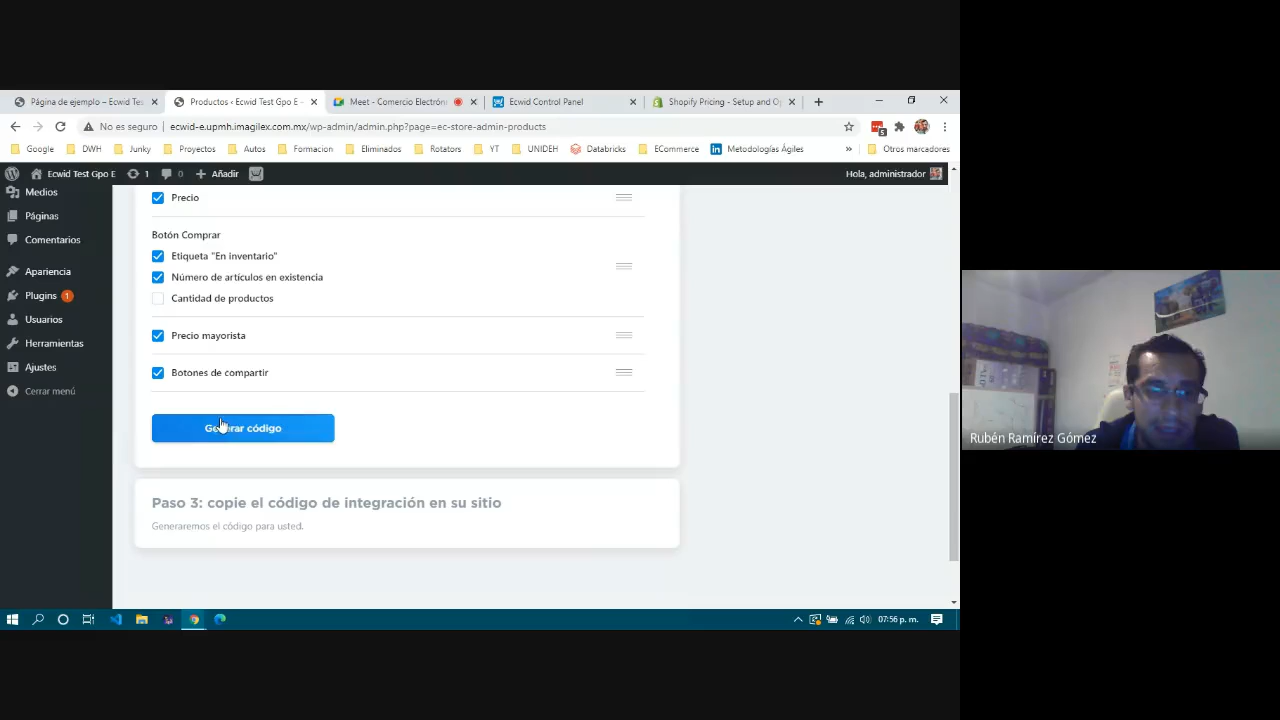 Página de ejemplo – Ecwid Tes
Productos ‹ Ecwid Test Gpo E –
Meet - Comercio Electrón
Ecwid Control Panel
Shopify Pricing - Setup and Op
No es seguro
ecwid-e.upmh.imagilex.com.mx/wp-admin/admin.php?page=ec-store-admin-products
5
Google
DWH
Junky
Proyectos
Autos
Formacion
Eliminados
Rotators
YT
UNIDEH
Databricks
ECommerce
Metodologías Ágiles
»
Otros marcadores
Ecwid Test Gpo E
1
0
Añadir
Hola, administrador
Medios
Páginas
Comentarios
Apariencia
Plugins 1
Usuarios
Herramientas
Ajustes
Cerrar menú
Precio
Botón Comprar
Etiqueta "En inventario"
Número de artículos en existencia
Cantidad de productos
Precio mayorista
Botones de compartir
Generar código
Paso 3: copie el código de integración en su sitio
Generaremos el código para usted.
07:56 p. m.
Rubén Ramírez Gómez